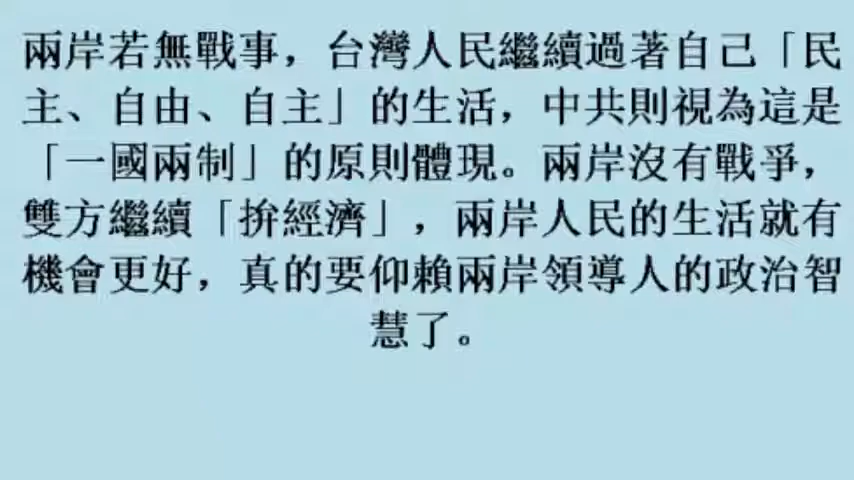 兩岸若無戰事，台灣人民繼續過著自己「民
主、自由、自主」的生活，中共則視為這是
「一國兩制」的原則體現。兩岸沒有戰爭，
雙方繼續「拚經濟」，兩岸人民的生活就有
機會更好，真的要仰賴兩岸領導人的政治智
慧了。